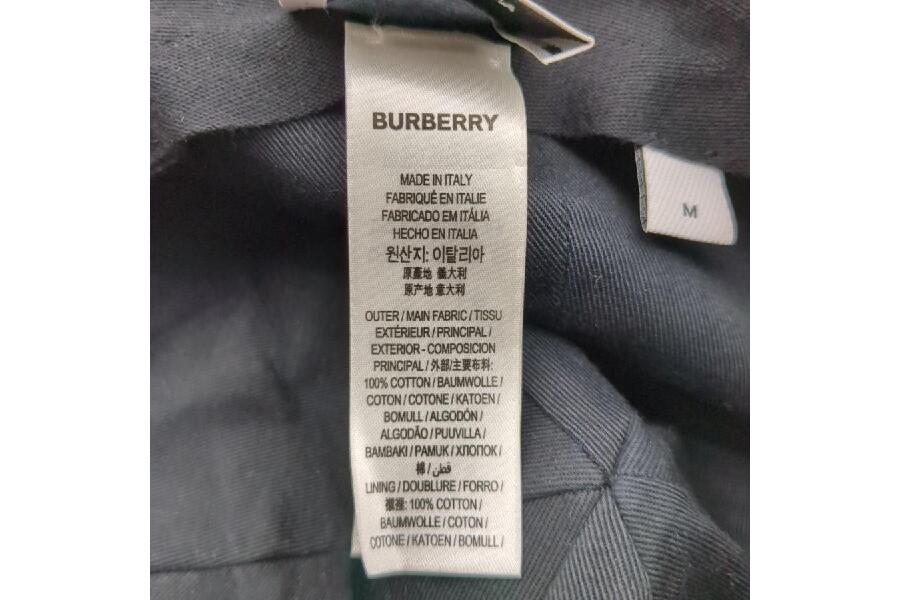 BURBERRY
MADE IN ITALY
FABRIQUÉ EN ITALIE
FABRICADO EM ITÁLIA
HECHO EN ITALIA
원산지: 이탈리아
原產地 義大利
原产地 意大利
OUTER / MAIN FABRIC / TISSU
EXTÉRIEUR / PRINCIPAL /
EXTERIOR - COMPOSICION
PRINCIPAL / 外部/主要布料:
100% COTTON / BAUMWOLLE /
COTON / COTONE / KATOEN /
BOMULL / ALGODÓN /
ALGODÃO / PUUVILLA /
BAMBAKI / PAMUK / ХЛОПОК /
棉 / قطن /
LINING / DOUBLURE / FORRO /
襯裡: 100% COTTON /
BAUMWOLLE / COTON /
COTONE / KATOEN / BOMULL /
M